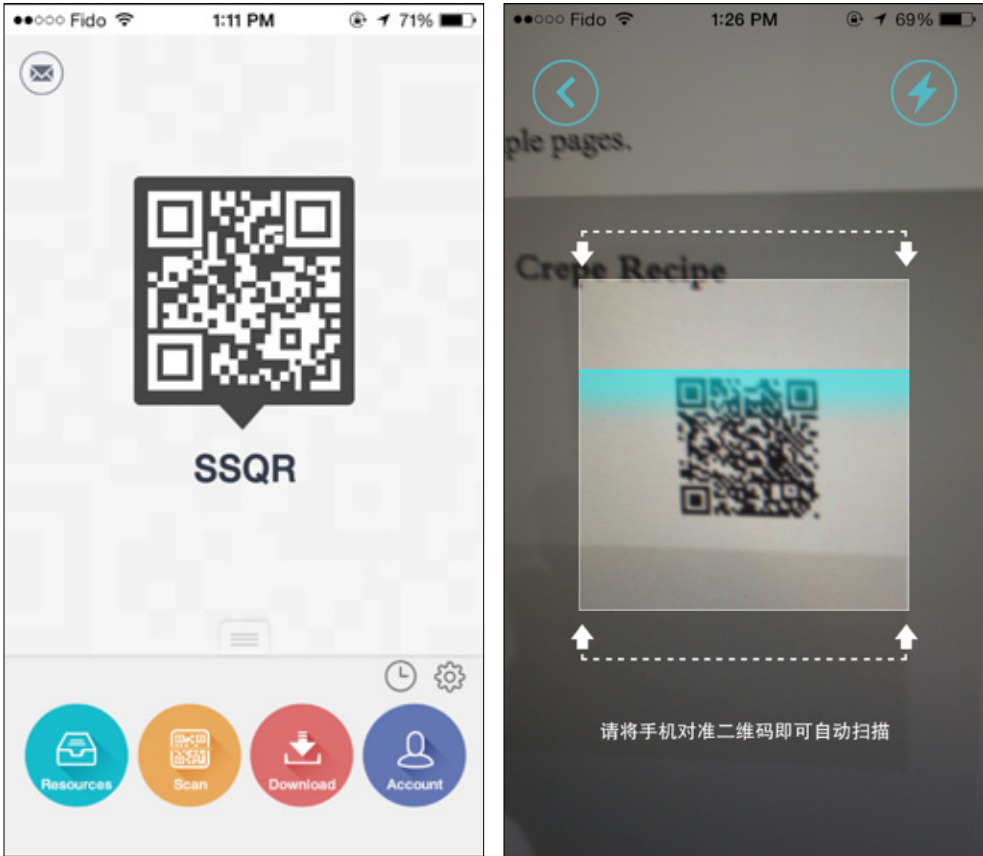 Fido 1:11 PM 71%
SSQR
Resources Scan Download Account
Fido 1:26 PM 69%
ple pages.
Crepe Recipe
请将手机对准二维码即可自动扫描